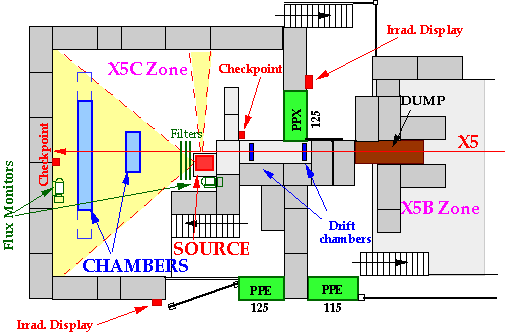 Irrad. Display
X5C Zone
Checkpoint
PPX
125
DUMP
Filters
X5
Checkpoint
Flux Monitors
X5B Zone
Drift
chambers
SOURCE
CHAMBERS
PPE
PPE
125
115
Irrad. Display